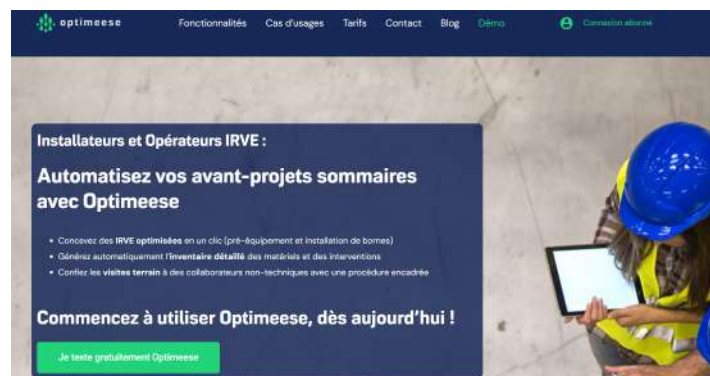 optimeese
Fonctionnalités Cas d'usages Tarifs Contact Blog Démo Connexion abonné
Installateurs et Opérateurs IRVE :
Automatisez vos avant-projets sommaires
avec Optimeese
Concevez des IRVE optimisées en un clic (pré-équipement et installation de bornes)
Générez automatiquement l'inventaire détaillé des matériels et des interventions
Confiez les visites terrain à des collaborateurs non-techniques avec une procédure encadrée
Commencez à utiliser Optimeese, dès aujourd'hui !
Je teste gratuitement Optimeese